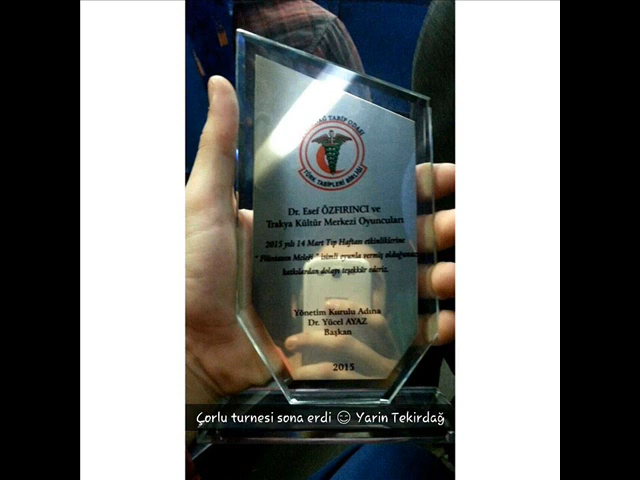 TABİP ODASI
TÜRK TABİPLERİ BİRLİĞİ
Dr. Esef ÖZFIRINCI ve
Trakya Kültür Merkezi Oyuncuları
2015 yılı 14 Mart Tıp Haftası etkinliklerine
" Filüstanın Meleği " isimli oyunla vermiş olduğunuz
katkılardan dolayı teşekkür ederiz.
Yönetim Kurulu Adına
Dr. Yücel AYAZ
Başkan
2015
Çorlu turnesi sona erdi 😊 Yarin Tekirdağ